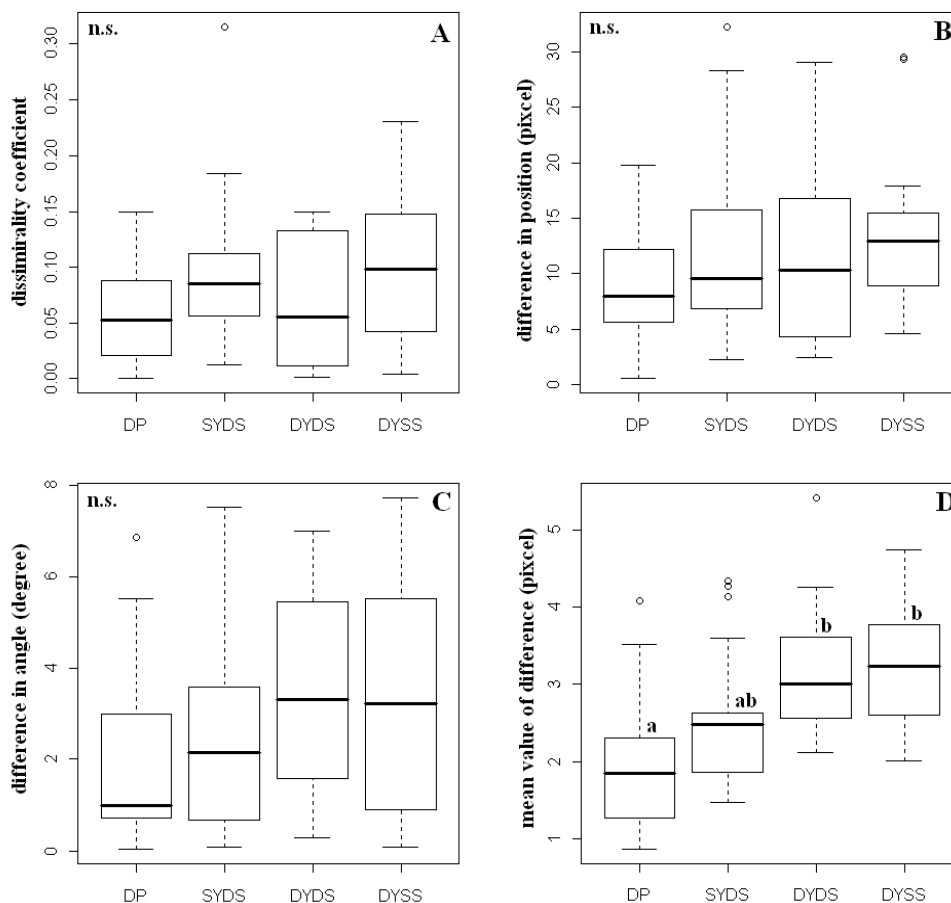 n.s.
A
dissimirality coefficient
0.30
0.25
0.20
0.15
0.10
0.05
0.00
DP SYDS DYDS DYSS
n.s.
B
difference in position (pixcel)
30
25
20
15
10
5
0
DP SYDS DYDS DYSS
n.s.
C
difference in angle (degree)
8
6
4
2
0
DP SYDS DYDS DYSS
D
mean value of difference (pixcel)
5
4
3
2
1
a
ab
b
b
DP SYDS DYDS DYSS